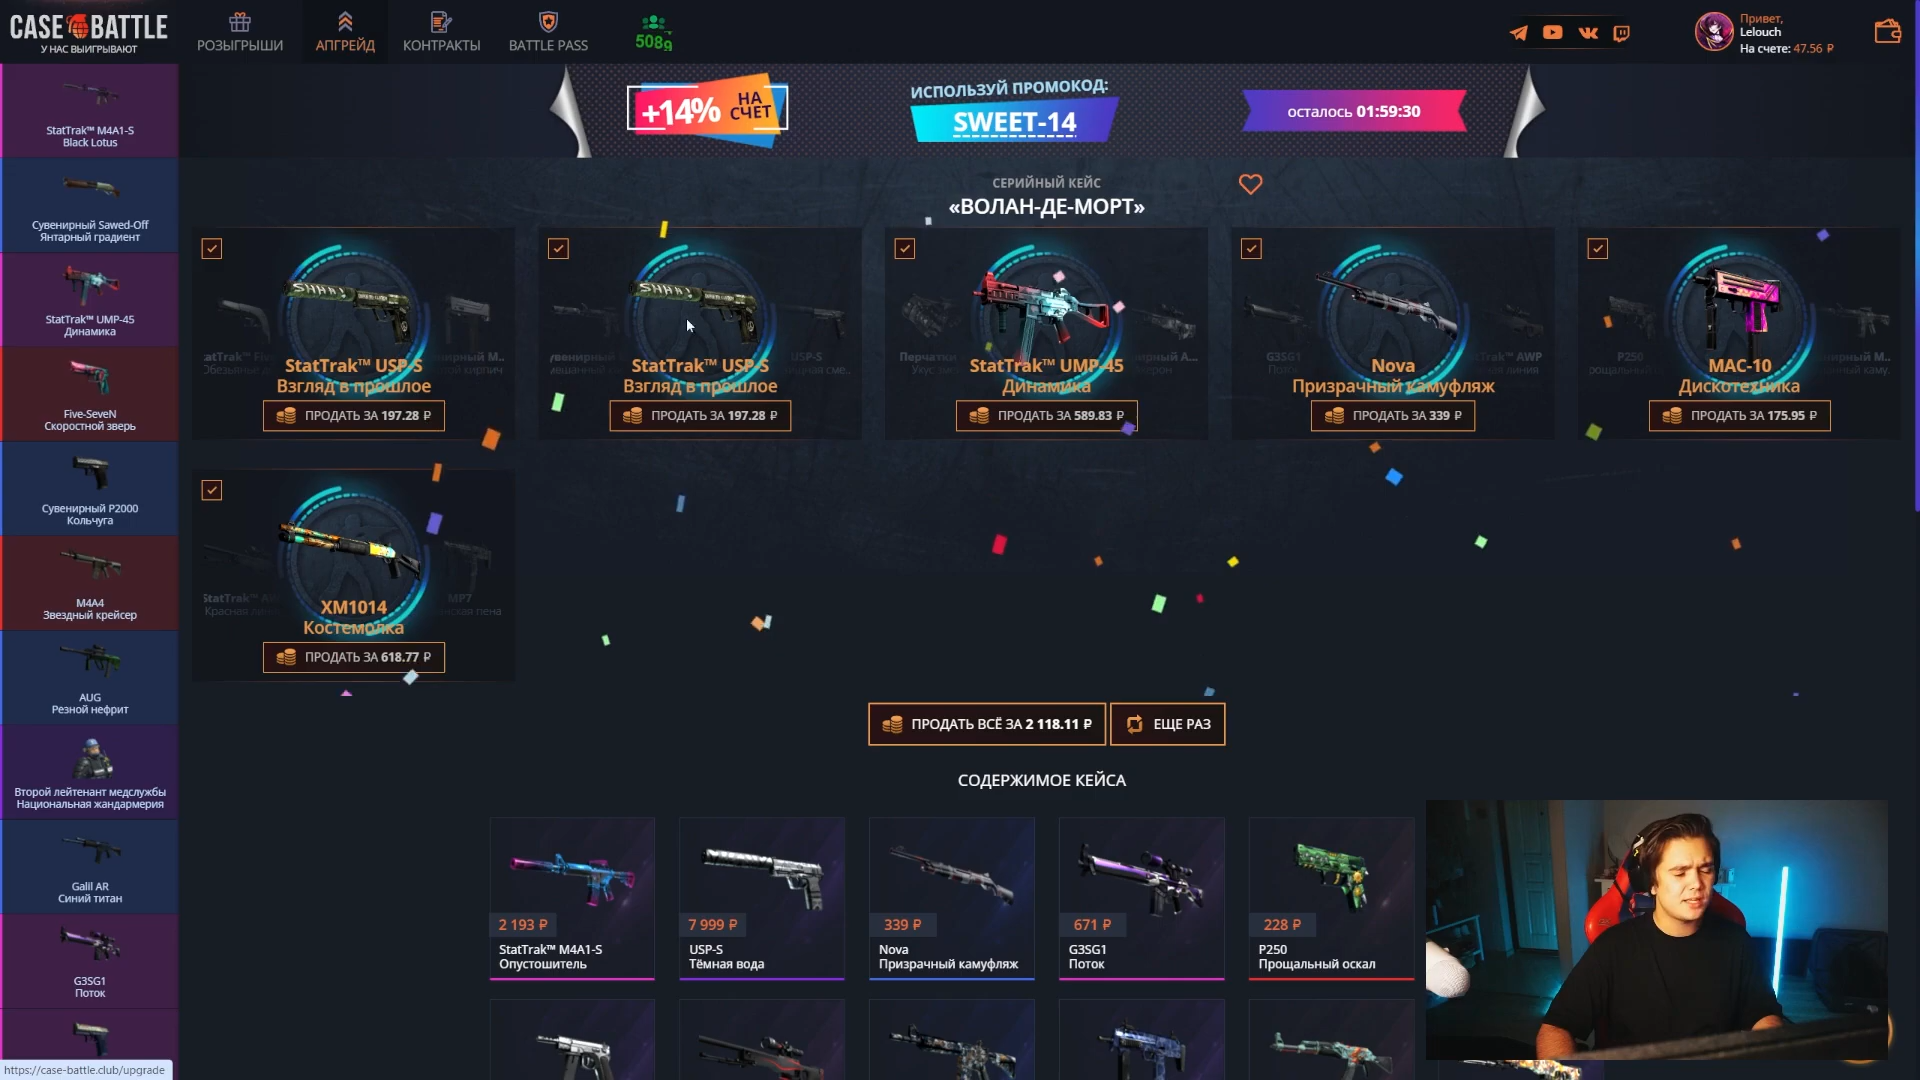 CASE BATTLE
У НАС ВЫИГРЫВАЮТ
РОЗЫГРЫШИ
АПГРЕЙД
КОНТРАКТЫ
BATTLE PASS
Привет,
Lelouch
На счете: 47.56 ₽
+14% НА СЧЕТ
ИСПОЛЬЗУЙ ПРОМОКОД:
SWEET-14
осталось 01:59:30
StatTrak™ M4A1-S
Black Lotus
Сувенирный Sawed-Off
Янтарный градиент
StatTrak™ UMP-45
Динамика
Five-SeveN
Скоростной зверь
Сувенирный P2000
Кольчуга
M4A4
Звездный крейсер
AUG
Резной нефрит
Второй лейтенант медслужбы
Национальная жандармерия
Galil AR
Синий титан
G3SG1
Поток
https://case-battle.club/upgrade
СЕРИЙНЫЙ КЕЙС
«ВОЛАН-ДЕ-МОРТ»
StatTrak™ USP-S
Взгляд в прошлое
ПРОДАТЬ ЗА 197.28 ₽
StatTrak™ USP-S
Взгляд в прошлое
ПРОДАТЬ ЗА 197.28 ₽
StatTrak™ UMP-45
Динамика
ПРОДАТЬ ЗА 589.83 ₽
Nova
Призрачный камуфляж
ПРОДАТЬ ЗА 339 ₽
MAC-10
Дискотехника
ПРОДАТЬ ЗА 175.95 ₽
XM1014
Костемолка
ПРОДАТЬ ЗА 618.77 ₽
ПРОДАТЬ ВСЁ ЗА 2 118.11 ₽
ЕЩЕ РАЗ
СОДЕРЖИМОЕ КЕЙСА
2 193 ₽
StatTrak™ M4A1-S
Опустошитель
7 999 ₽
USP-S
Тёмная вода
339 ₽
Nova
Призрачный камуфляж
671 ₽
G3SG1
Поток
228 ₽
P250
Прощальный оскал